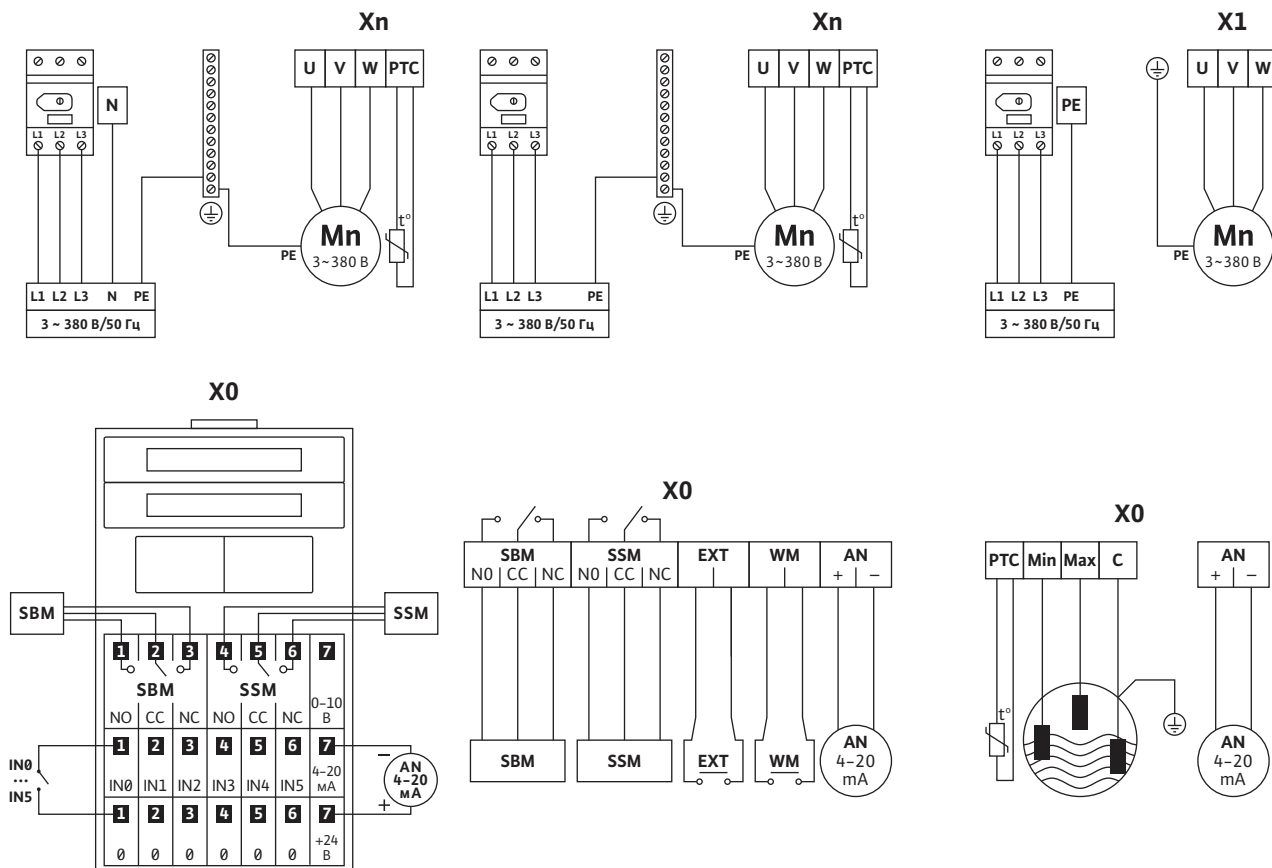 Xn
N
L1 L2 L3
U V W PTC
t°
Mn
3~380 В
PE
L1 L2 L3 N PE
3 ~ 380 В/50 Гц
Xn
L1 L2 L3
U V W PTC
t°
Mn
3~380 В
PE
L1 L2 L3 PE
3 ~ 380 В/50 Гц
X1
PE
L1 L2 L3
U V W
Mn
3~380 В
PE
L1 L2 L3 PE
3 ~ 380 В/50 Гц
X0
SBM SSM
1 2 3 4 5 6 7
SBM SSM
0–10
В
NO CC NC NO CC NC
1 2 3 4 5 6 7
4–20
мА
IN0 IN1 IN2 IN3 IN4 IN5
1 2 3 4 5 6 7
+24
В
0 0 0 0 0 0
IN0
...
IN5
−
AN
4–20
мА
+
X0
SBM SSM EXT WM AN
N0 CC NC N0 CC NC + −
SBM SSM EXT WM
AN
4–20
mA
X0
PTC Min Max C
t°
AN
+ −
AN
4–20
mA